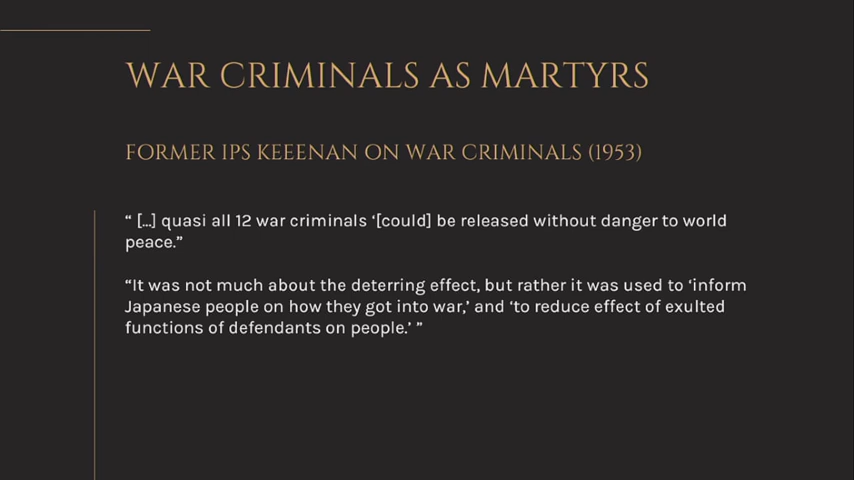 WAR CRIMINALS AS MARTYRS
FORMER IPS KEEENAN ON WAR CRIMINALS (1953)
“ [...] quasi all 12 war criminals ‘[could] be released without danger to world
peace.”
“It was not much about the deterring effect, but rather it was used to ‘inform
Japanese people on how they got into war,’ and ‘to reduce effect of exulted
functions of defendants on people.’ ”